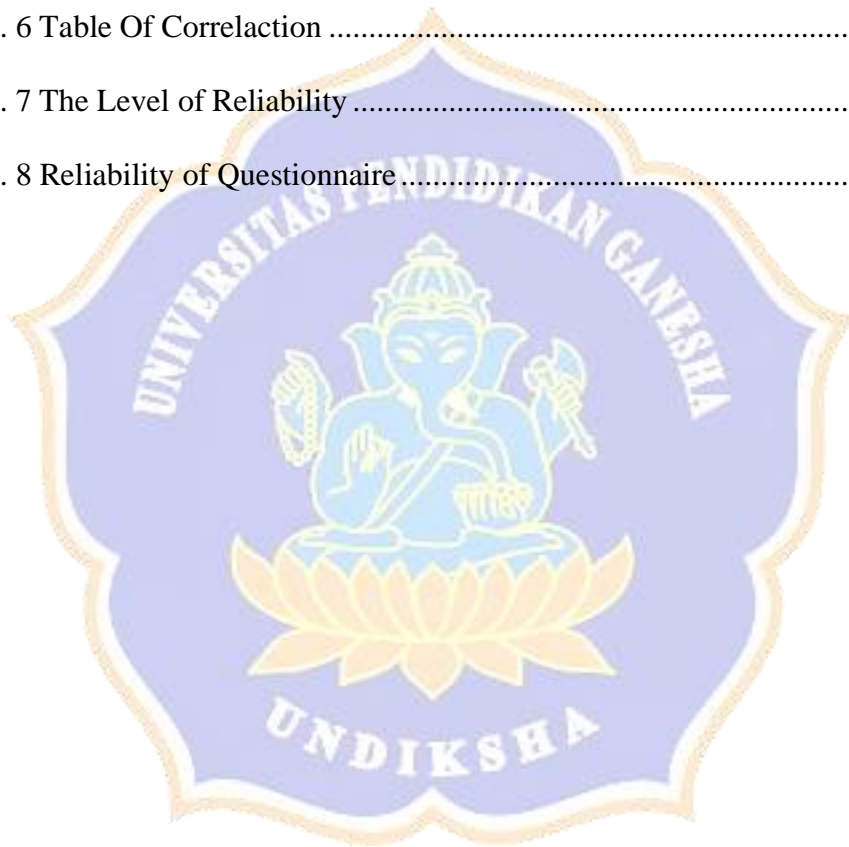 . 6 Table Of Correlaction ..........................................................................
. 7 The Level of Reliability .......................................................................
. 8 Reliability of Questionnaire ................................................................
UNIVERSITAS PENDIDIKAN GANESHA
UNDIKSHA